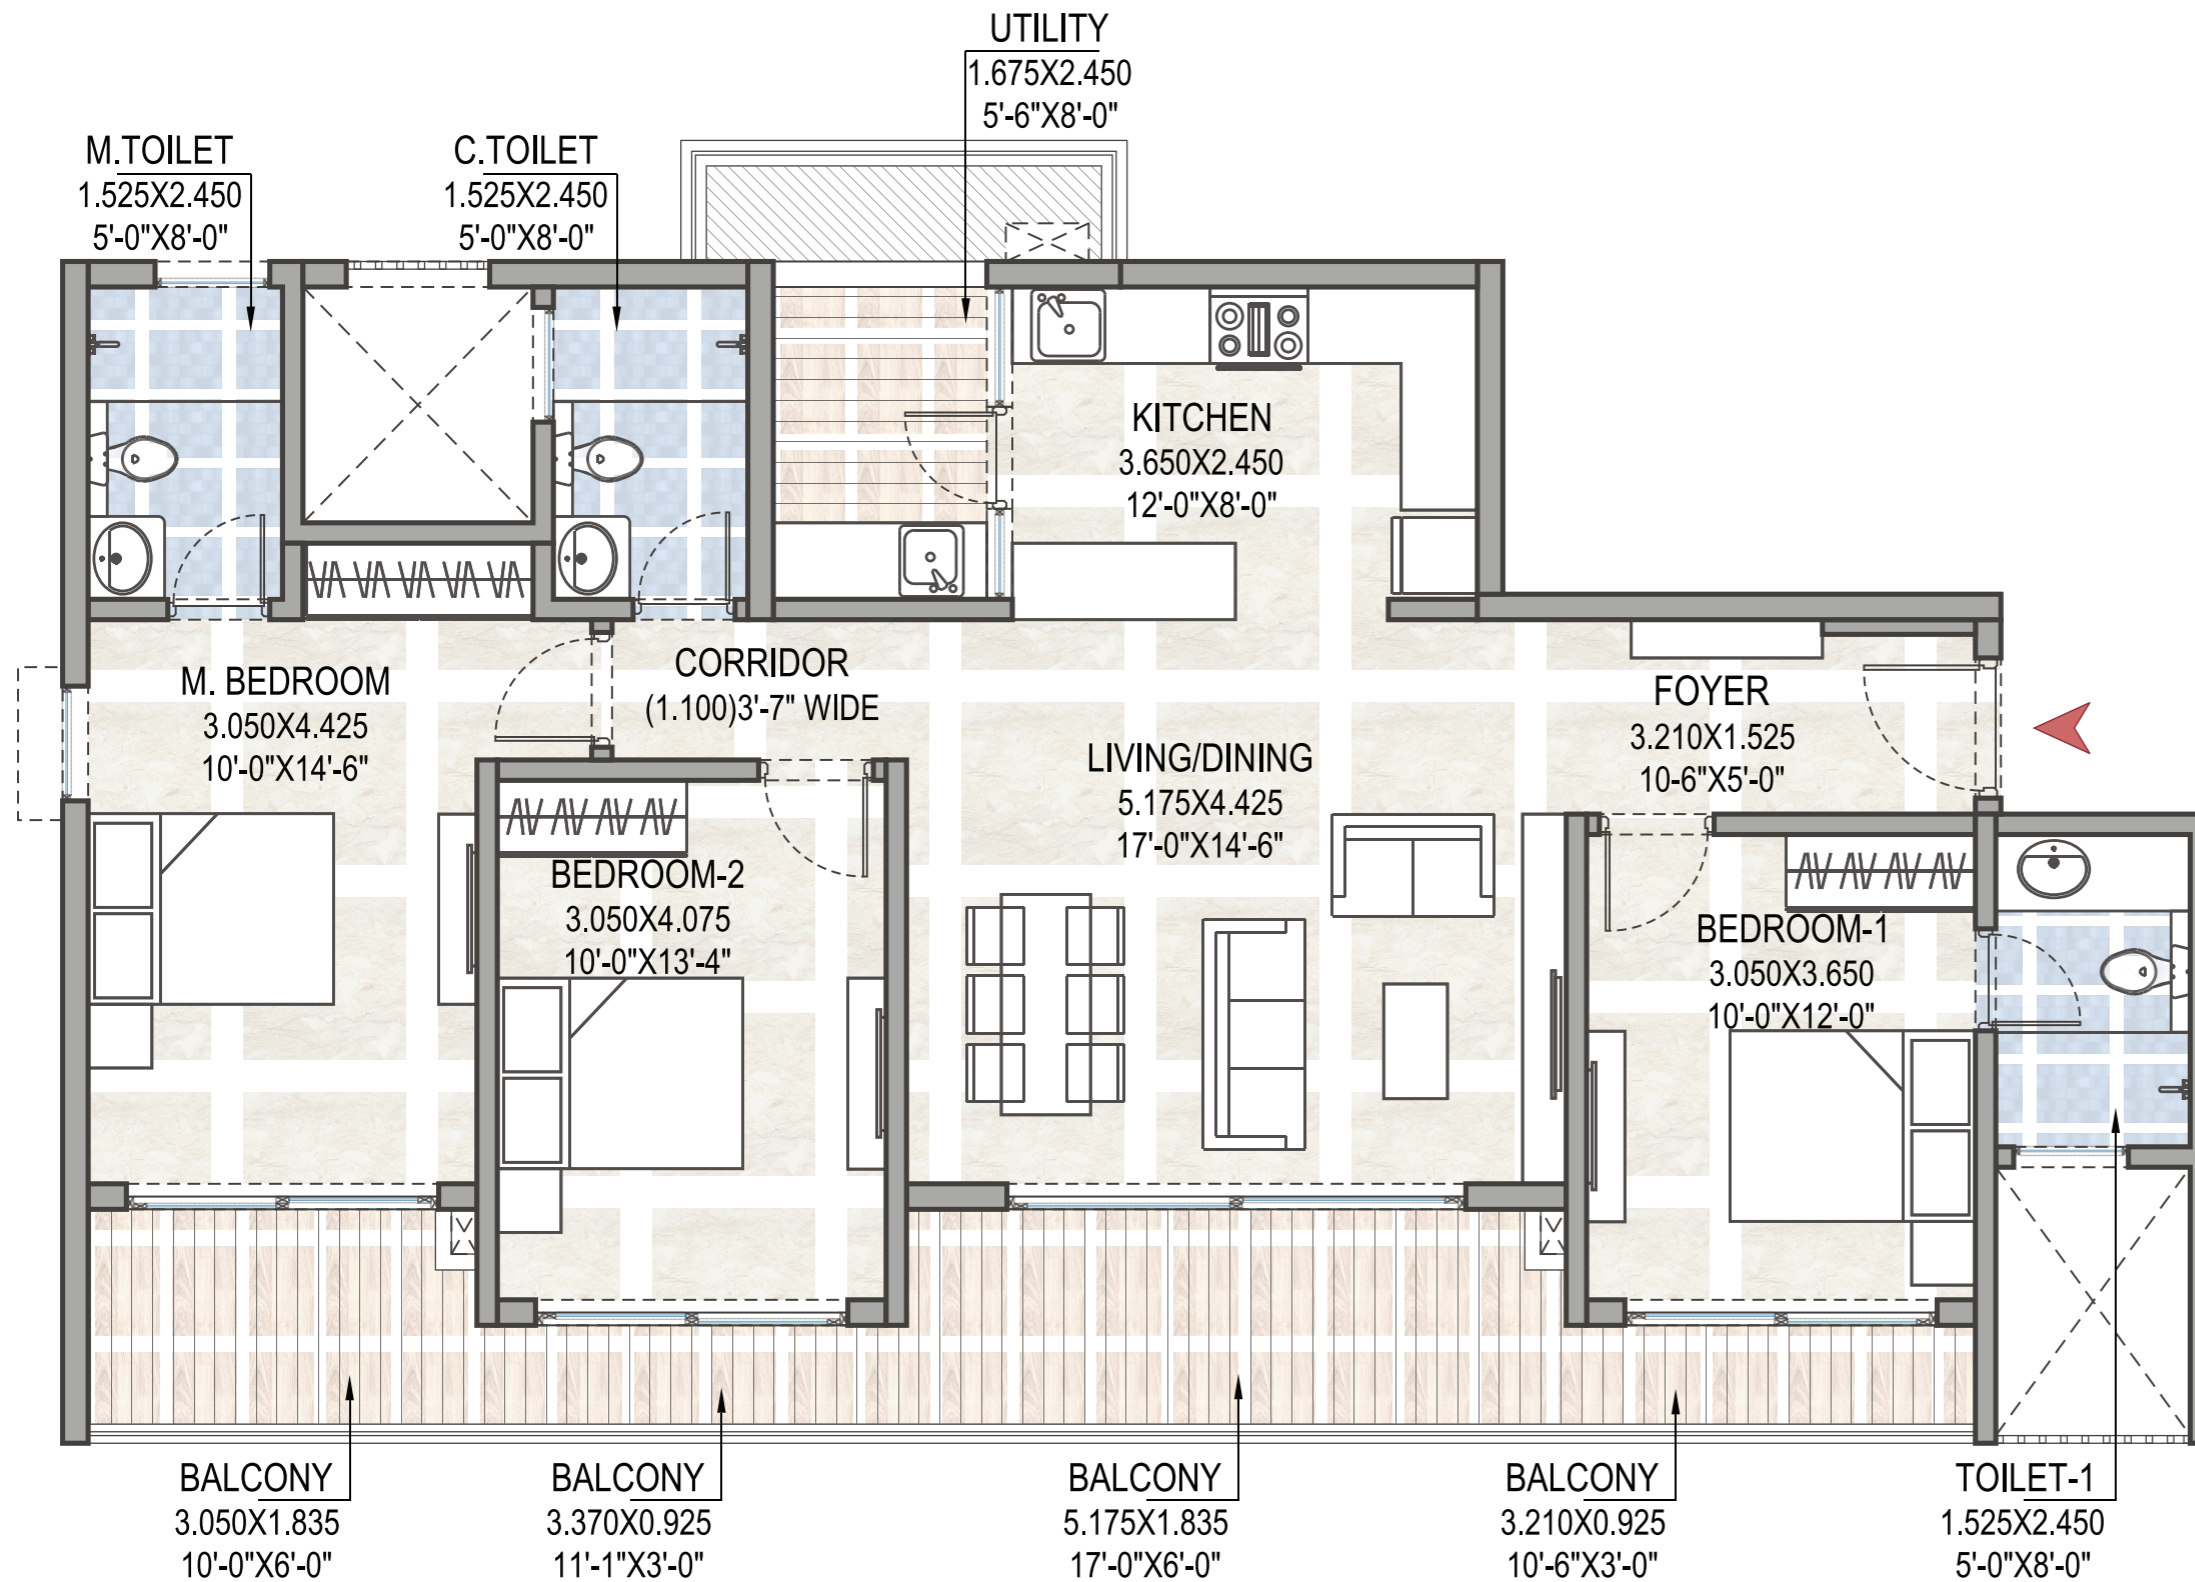 UTILITY
1.675X2.450
5'-6"X8'-0"
M.TOILET
1.525X2.450
5'-0"X8'-0"
C.TOILET
1.525X2.450
5'-0"X8'-0"
KITCHEN
3.650X2.450
12'-0"X8'-0"
M. BEDROOM
3.050X4.425
10'-0"X14'-6"
CORRIDOR
(1.100)3'-7" WIDE
LIVING/DINING
5.175X4.425
17'-0"X14'-6"
FOYER
3.210X1.525
10-6"X5'-0"
BEDROOM-2
3.050X4.075
10'-0"X13'-4"
BEDROOM-1
3.050X3.650
10'-0"X12'-0"
BALCONY
3.050X1.835
10'-0"X6'-0"
BALCONY
3.370X0.925
11'-1"X3'-0"
BALCONY
5.175X1.835
17'-0"X6'-0"
BALCONY
3.210X0.925
10'-6"X3'-0"
TOILET-1
1.525X2.450
5'-0"X8'-0"